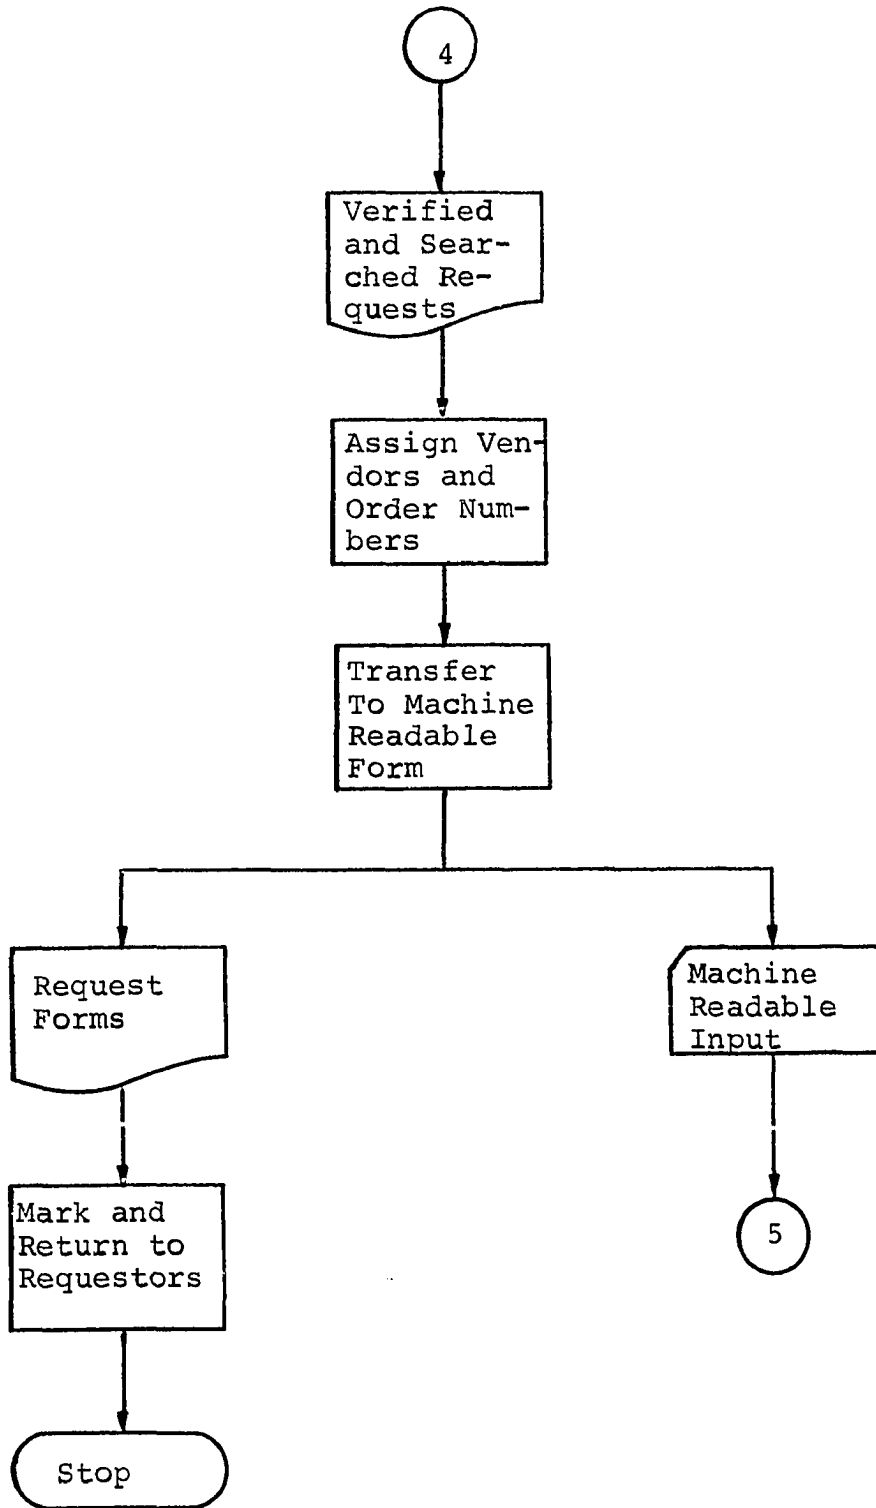 4
Verified
and Sear-
ched Re-
quests
Assign Ven-
dors and
Order Num-
bers
Transfer
To Machine
Readable
Form
Request
Forms
Machine
Readable
Input
Mark and
Return to
Requestors
5
Stop